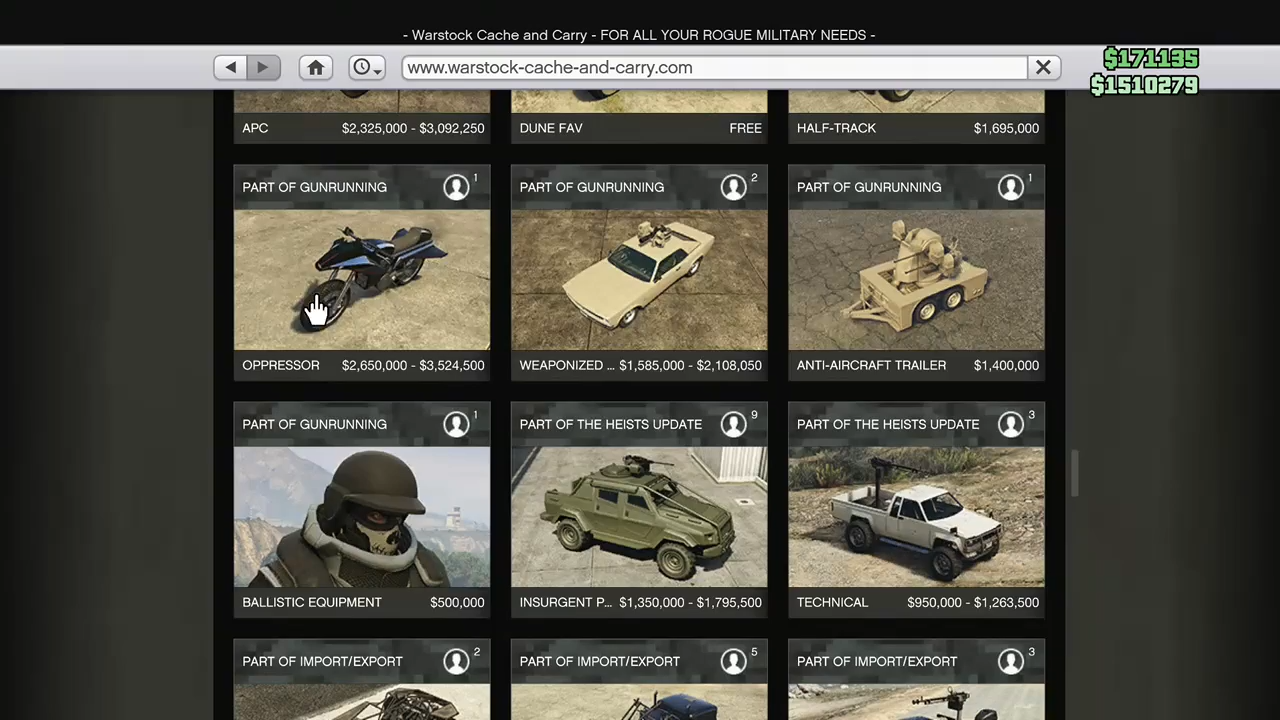 - Warstock Cache and Carry - FOR ALL YOUR ROGUE MILITARY NEEDS -
www.warstock-cache-and-carry.com
$171135
$1510279
APC $2,325,000 - $3,092,250
DUNE FAV FREE
HALF-TRACK $1,695,000
PART OF GUNRUNNING 1
PART OF GUNRUNNING 2
PART OF GUNRUNNING 1
OPPRESSOR $2,650,000 - $3,524,500
WEAPONIZED ... $1,585,000 - $2,108,050
ANTI-AIRCRAFT TRAILER $1,400,000
PART OF GUNRUNNING 1
PART OF THE HEISTS UPDATE 9
PART OF THE HEISTS UPDATE 3
BALLISTIC EQUIPMENT $500,000
INSURGENT P... $1,350,000 - $1,795,500
TECHNICAL $950,000 - $1,263,500
PART OF IMPORT/EXPORT 2
PART OF IMPORT/EXPORT 5
PART OF IMPORT/EXPORT 3